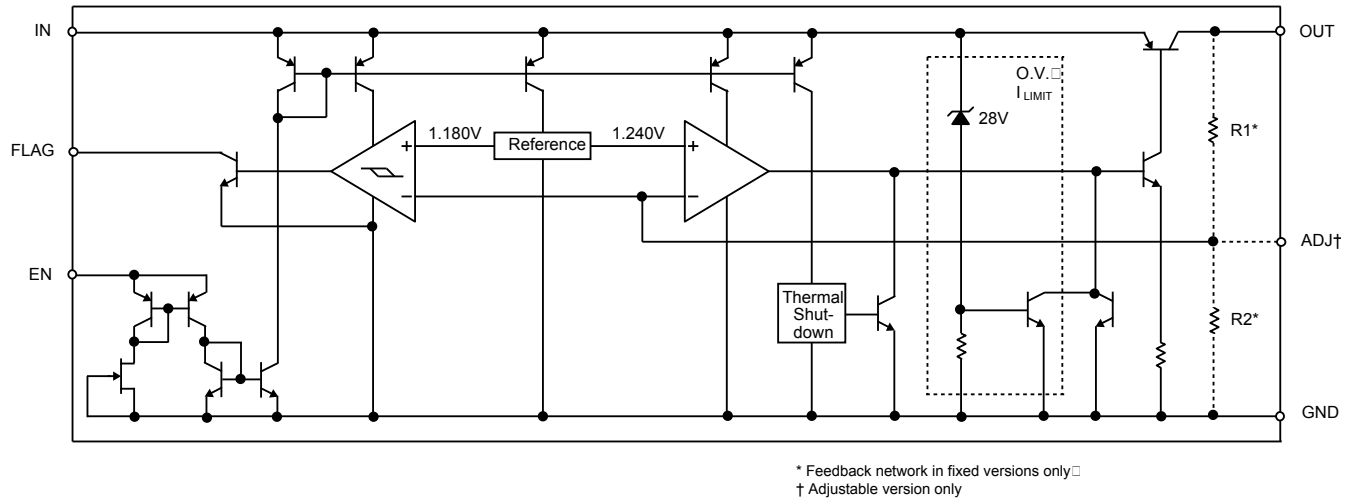 IN
OUT
O.V.
I LIMIT
28V
R1*
1.180V
Reference
1.240V
FLAG
+
+
−
−
ADJ†
EN
Thermal
Shut-
down
R2*
GND
* Feedback network in fixed versions only
† Adjustable version only